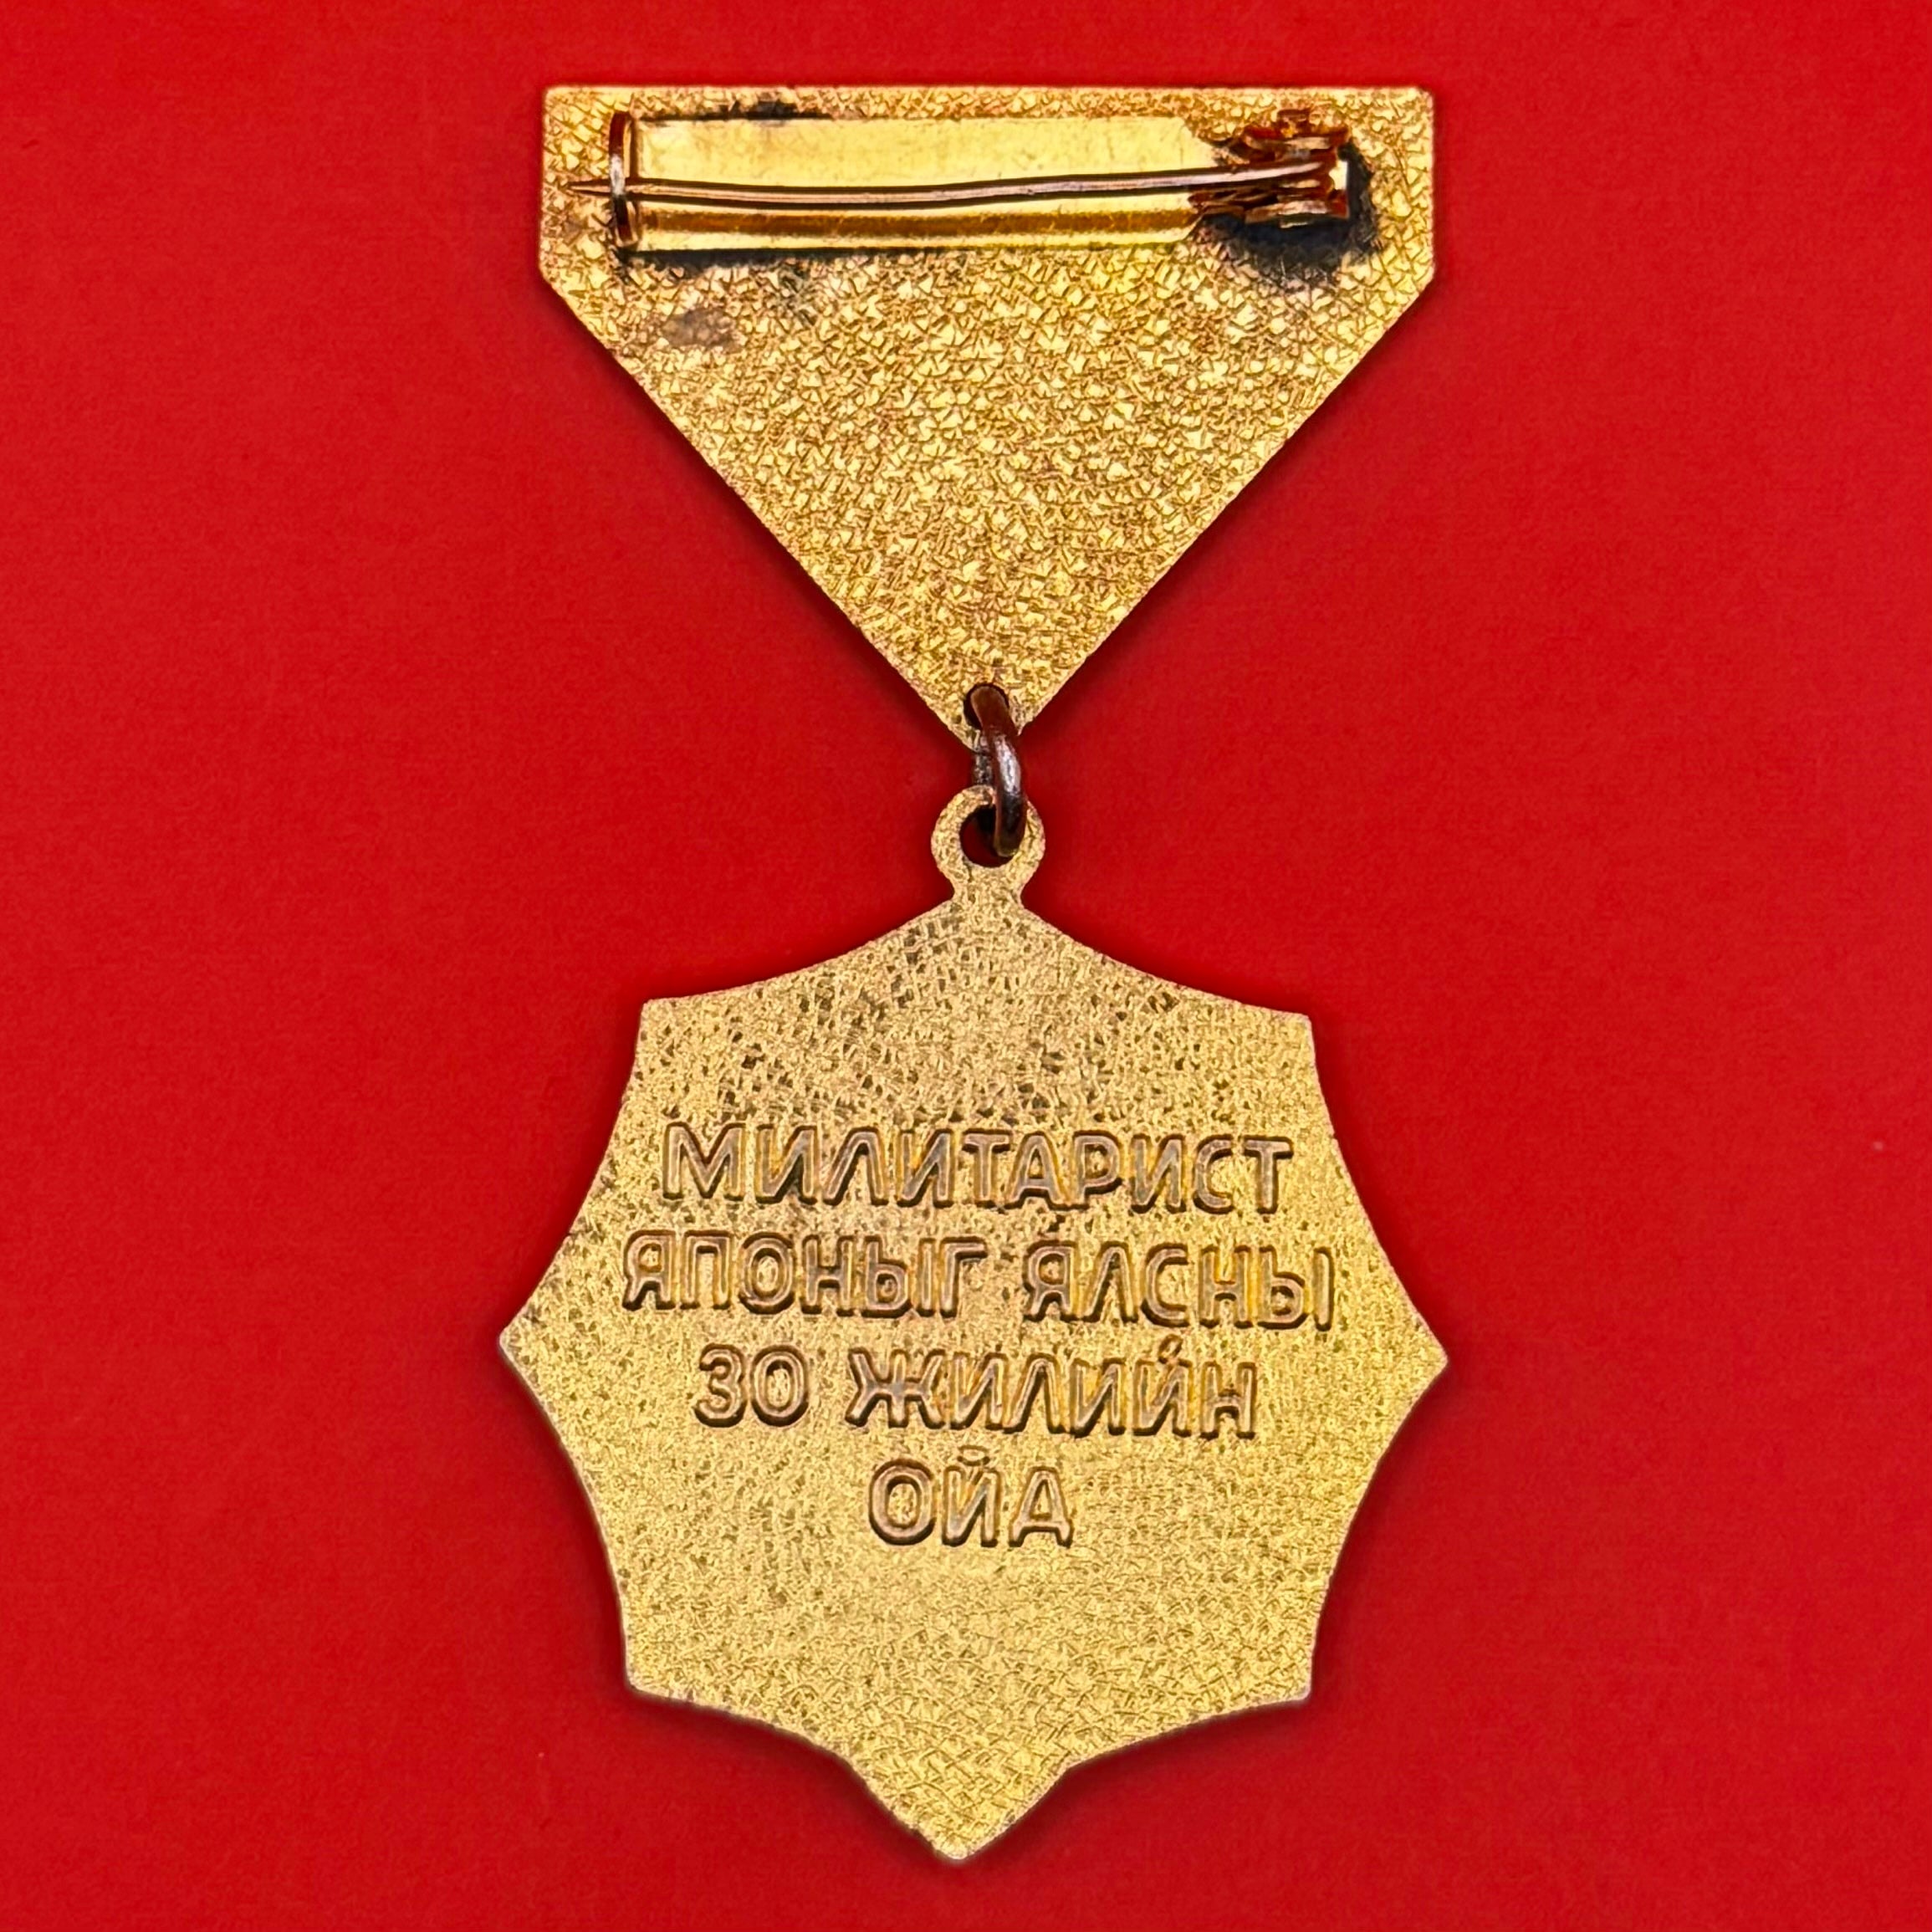 МИЛИТАРИСТ
ЯПОНЫГ ЯЛСНЫ
30 ЖИЛИЙН
ОЙД